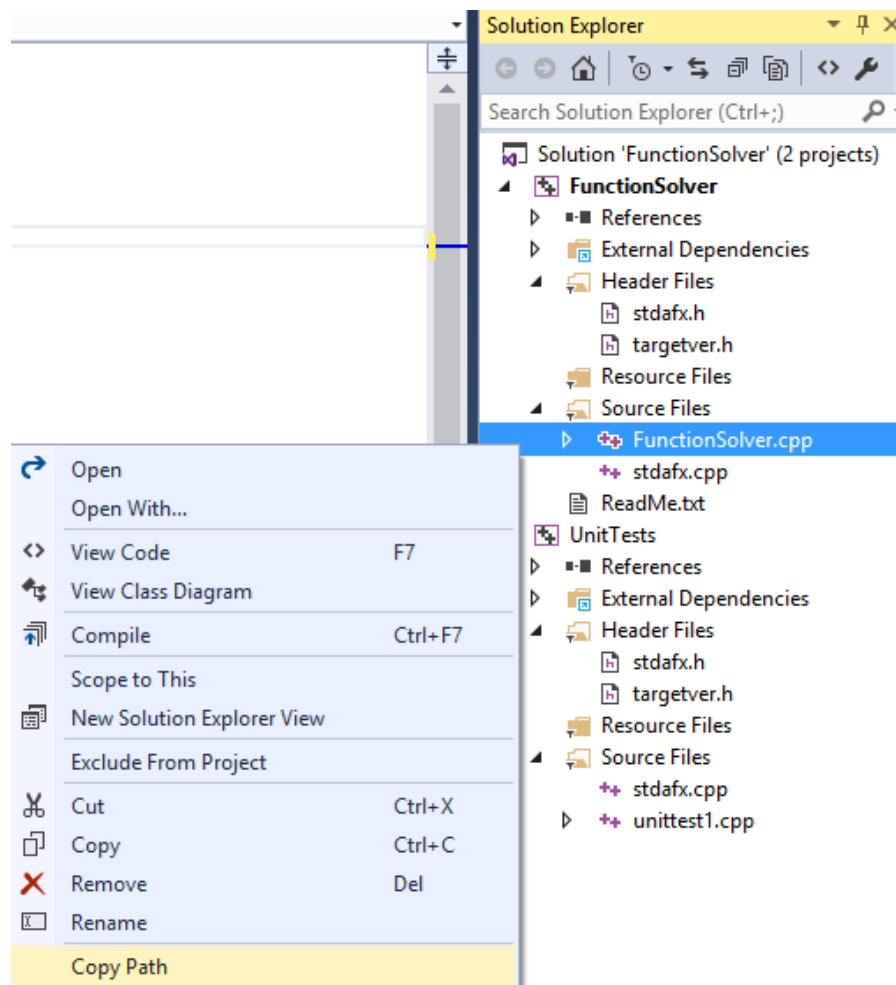 Solution Explorer
Search Solution Explorer (Ctrl+;)
Solution 'FunctionSolver' (2 projects)
FunctionSolver
References
External Dependencies
Header Files
stdafx.h
targetver.h
Resource Files
Source Files
FunctionSolver.cpp
stdafx.cpp
ReadMe.txt
UnitTests
References
External Dependencies
Header Files
stdafx.h
targetver.h
Resource Files
Source Files
stdafx.cpp
unittest1.cpp
Open
Open With...
View Code F7
View Class Diagram
Compile Ctrl+F7
Scope to This
New Solution Explorer View
Exclude From Project
Cut Ctrl+X
Copy Ctrl+C
Remove Del
Rename
Copy Path